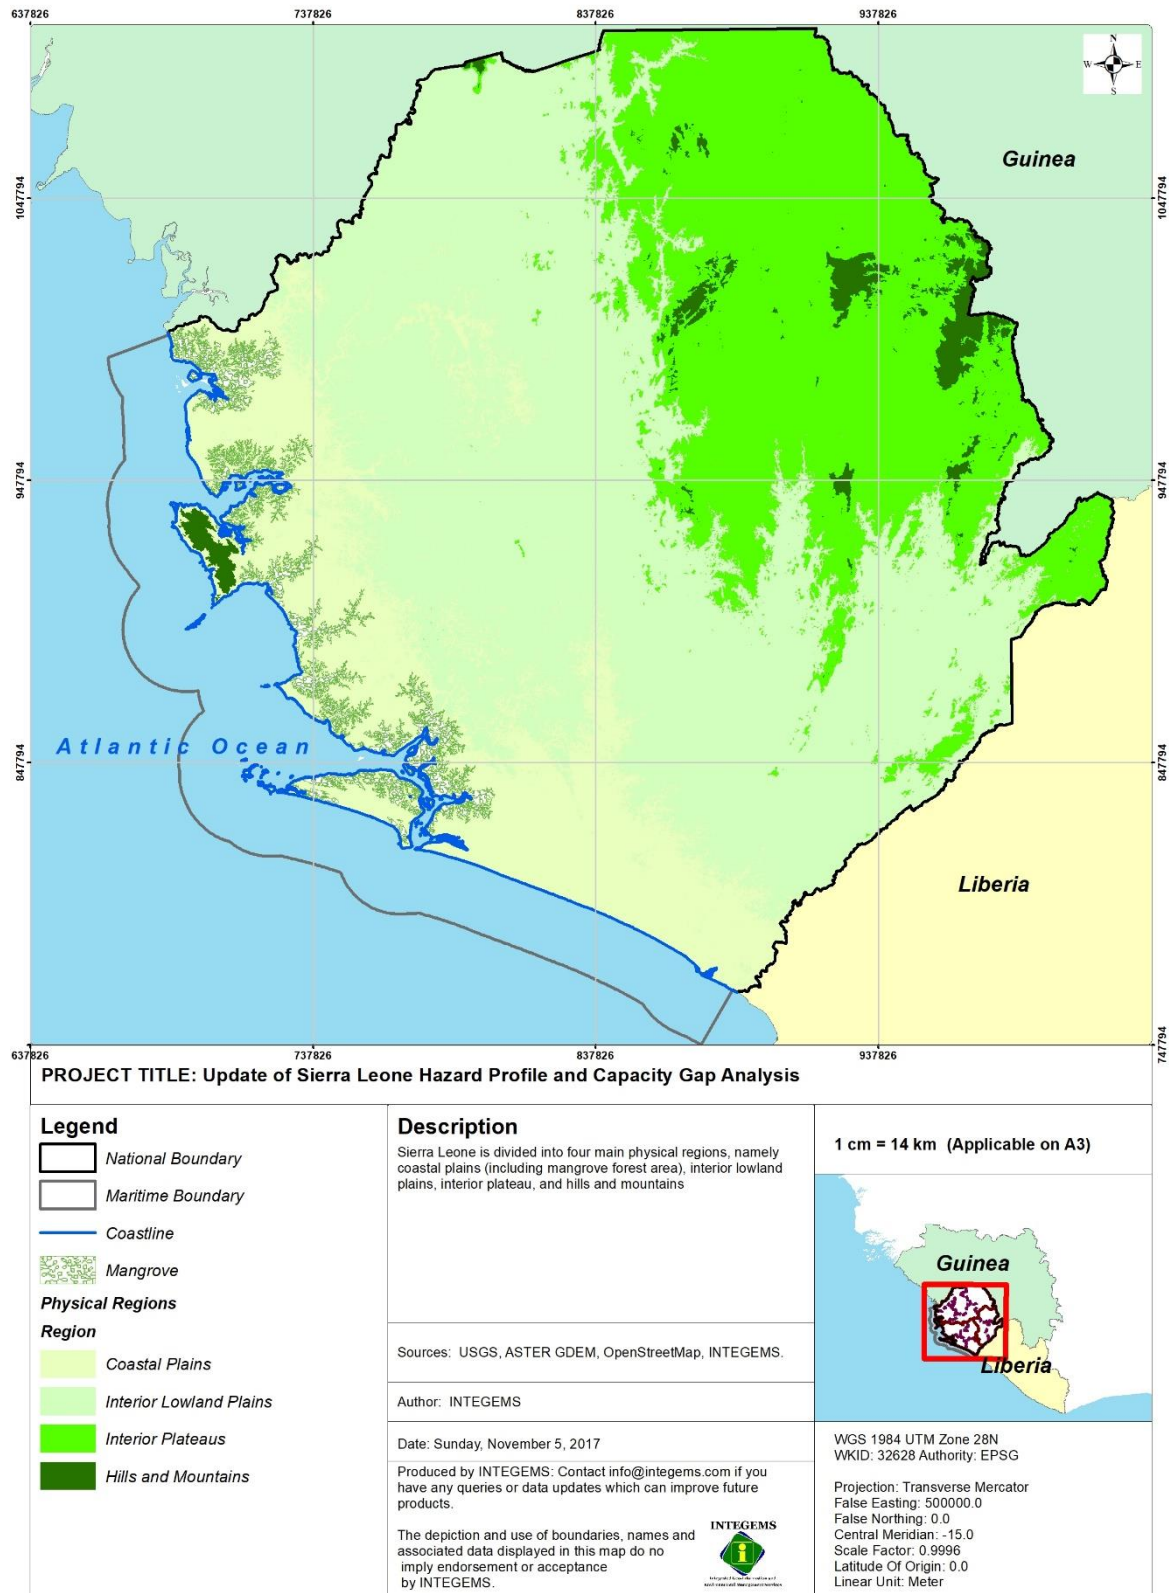 637826
737826
837826
937826
N
W E
S
Guinea
1047794
1047794
947794
947794
Atlantic Ocean
847794
847794
Liberia
747794
637826
737826
837826
937826
PROJECT TITLE: Update of Sierra Leone Hazard Profile and Capacity Gap Analysis
Legend
National Boundary
Maritime Boundary
Coastline
Mangrove
Physical Regions
Region
Coastal Plains
Interior Lowland Plains
Interior Plateaus
Hills and Mountains
Description
Sierra Leone is divided into four main physical regions, namely
coastal plains (including mangrove forest area), interior lowland
plains, interior plateau, and hills and mountains
Sources: USGS, ASTER GDEM, OpenStreetMap, INTEGEMS.
Author: INTEGEMS
Date: Sunday, November 5, 2017
Produced by INTEGEMS: Contact info@integems.com if you
have any queries or data updates which can improve future
products.
The depiction and use of boundaries, names and
associated data displayed in this map do no
imply endorsement or acceptance
by INTEGEMS.
INTEGEMS
1 cm = 14 km (Applicable on A3)
Guinea
Liberia
WGS 1984 UTM Zone 28N
WKID: 32628 Authority: EPSG
Projection: Transverse Mercator
False Easting: 500000.0
False Northing: 0.0
Central Meridian: -15.0
Scale Factor: 0.9996
Latitude Of Origin: 0.0
Linear Unit: Meter